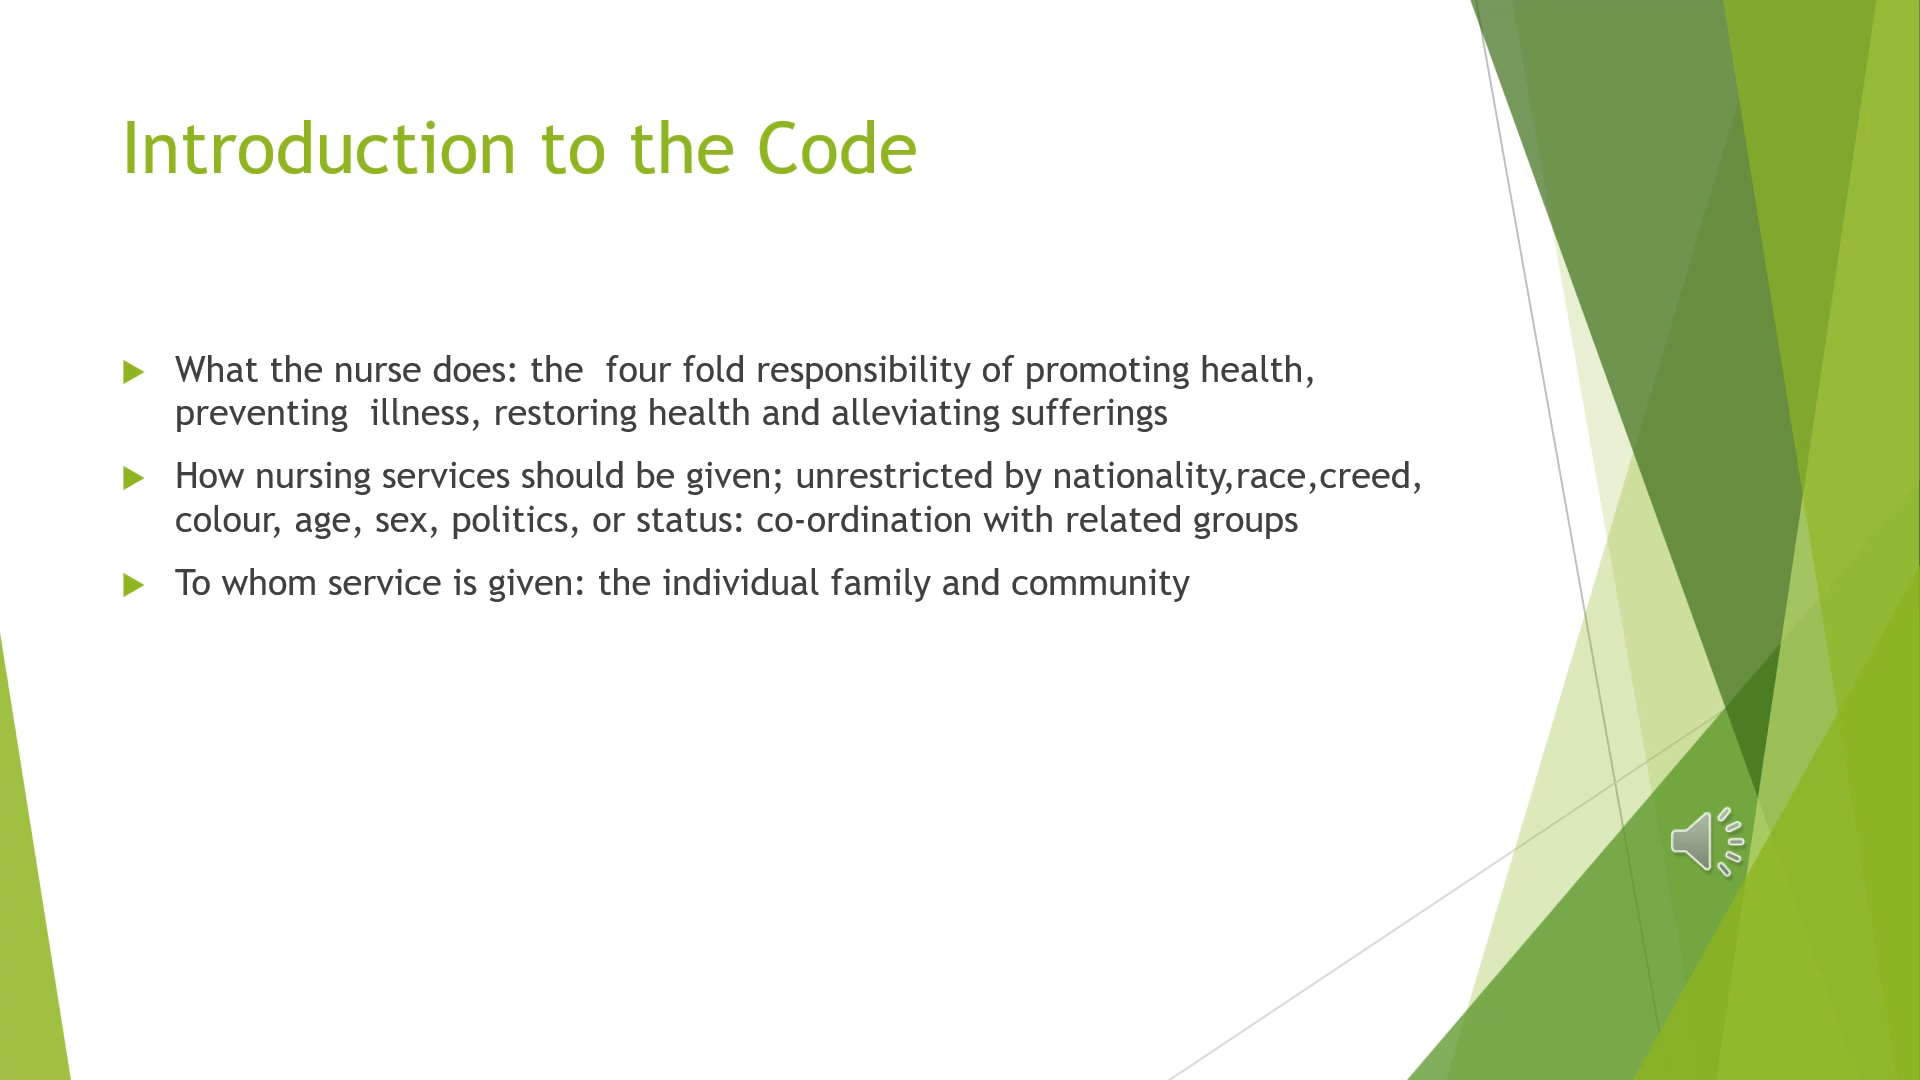 Introduction to the Code
What the nurse does: the  four fold responsibility of promoting health,
preventing  illness, restoring health and alleviating sufferings
How nursing services should be given; unrestricted by nationality,race,creed,
colour, age, sex, politics, or status: co-ordination with related groups
To whom service is given: the individual family and community